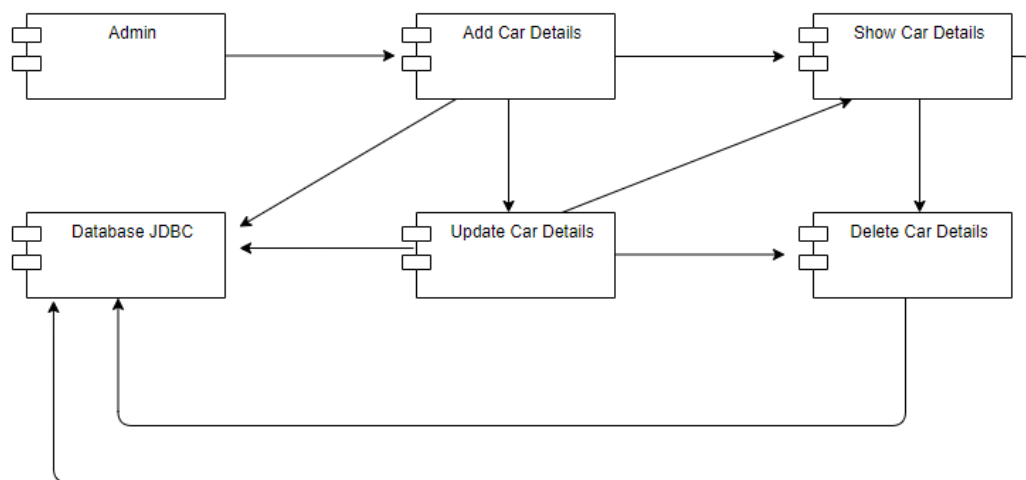 Admin
Add Car Details
Show Car Details
Database JDBC
Update Car Details
Delete Car Details